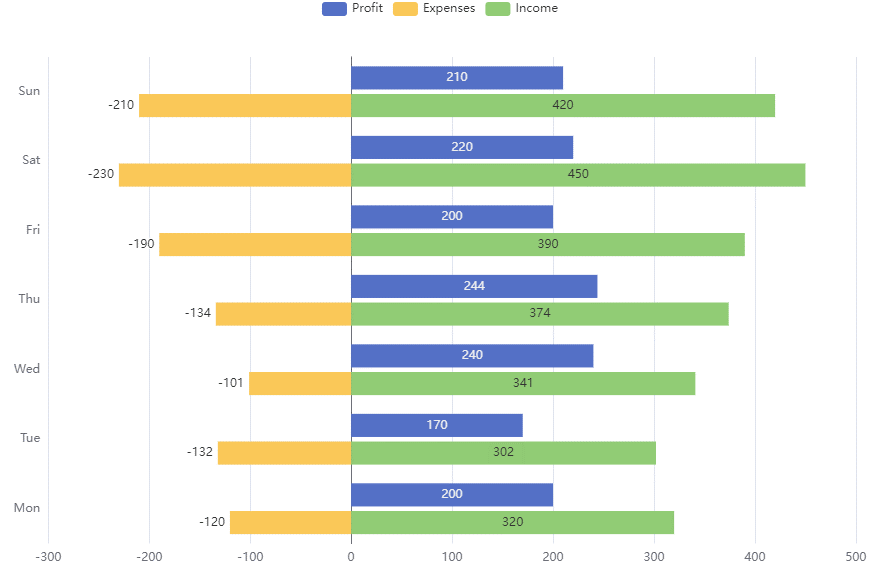 Profit Expenses Income
210
Sun
-210 420
220
Sat
-230 450
200
Fri
-190 390
244
Thu
-134 374
240
Wed
-101 341
170
Tue
-132 302
200
Mon
-120 320
-300 -200 -100 0 100 200 300 400 500